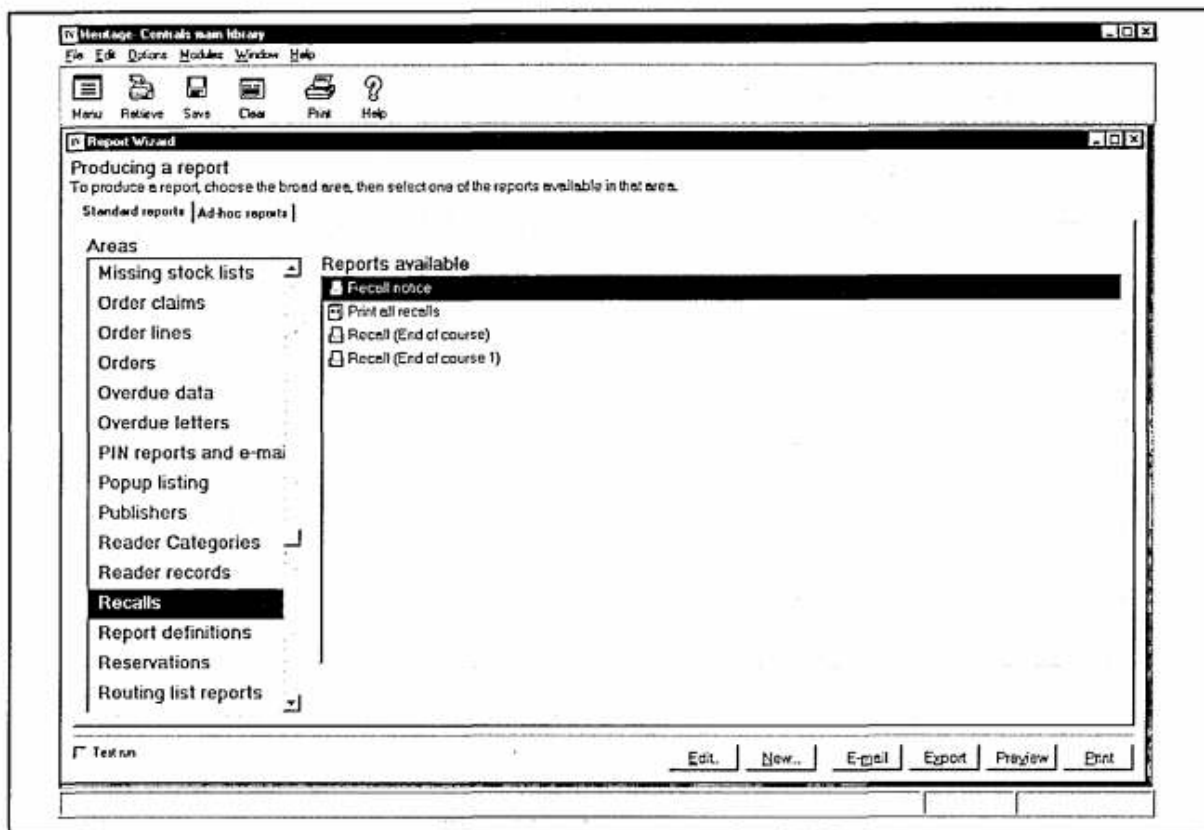 Heritage- Centrals main library
File Edit Options Modules Window Help
Menu Retrieve Save Clear Print Help
Report Wizard
Producing a report
To produce a report, choose the broad area, then select one of the reports available in that area.
Standard reports Ad-hoc reports
Areas
Missing stock lists
Order claims
Order lines
Orders
Overdue data
Overdue letters
PIN reports and e-mai
Popup listing
Publishers
Reader Categories
Reader records
Recalls
Report definitions
Reservations
Routing list reports
Reports available
Recall notice
Print all recalls
Recall (End of course)
Recall (End of course 1)
Test run
Edit. New.. E-mail Export Preview Print